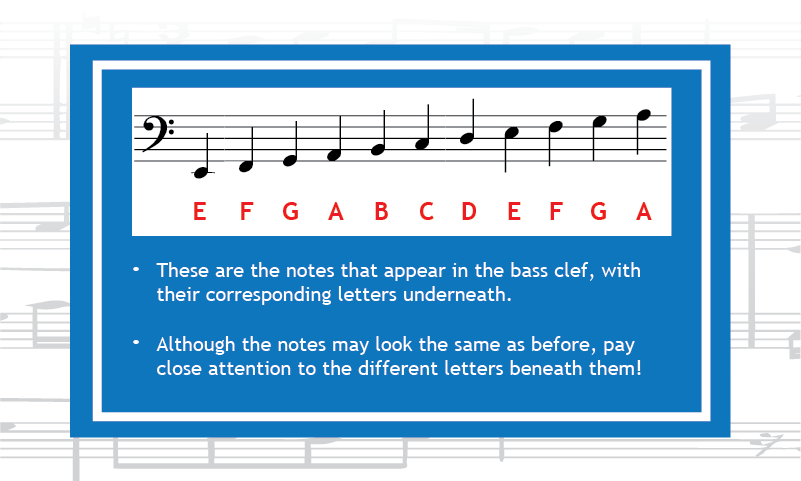 E F G A B C D E F G A
• These are the notes that appear in the bass clef, with
their corresponding letters underneath.
• Although the notes may look the same as before, pay
close attention to the different letters beneath them!